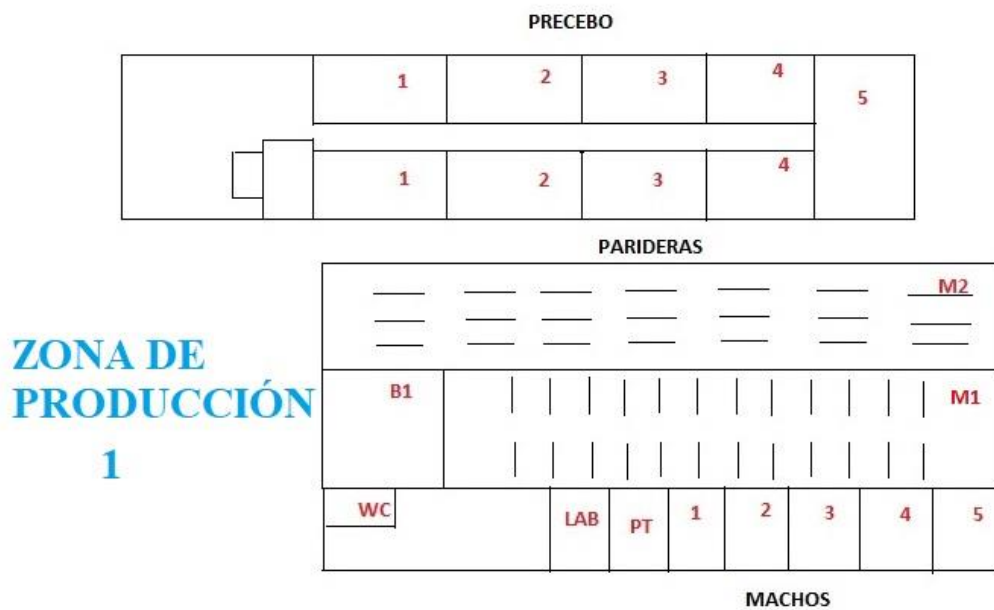 PRECEBO
1 2 3 4 5
1 2 3 4
PARIDERAS
M2
ZONA DE
PRODUCCIÓN
1
B1 M1
WC LAB PT 1 2 3 4 5
MACHOS